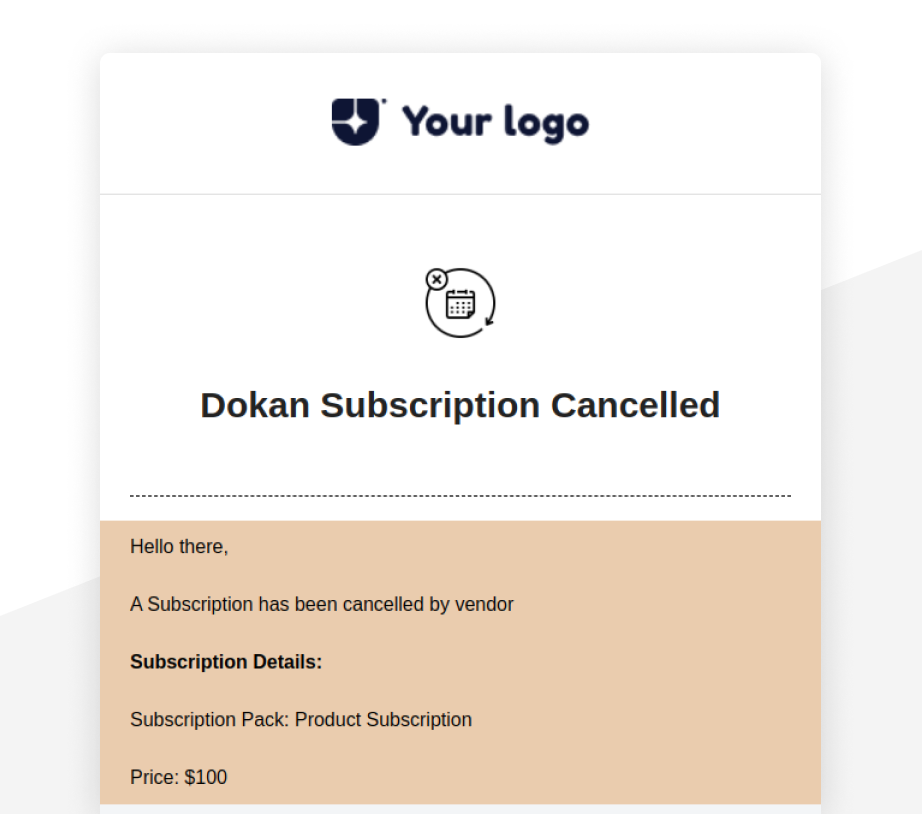 Your logo
Dokan Subscription Cancelled
Hello there,
A Subscription has been cancelled by vendor
Subscription Details:
Subscription Pack: Product Subscription
Price: $100